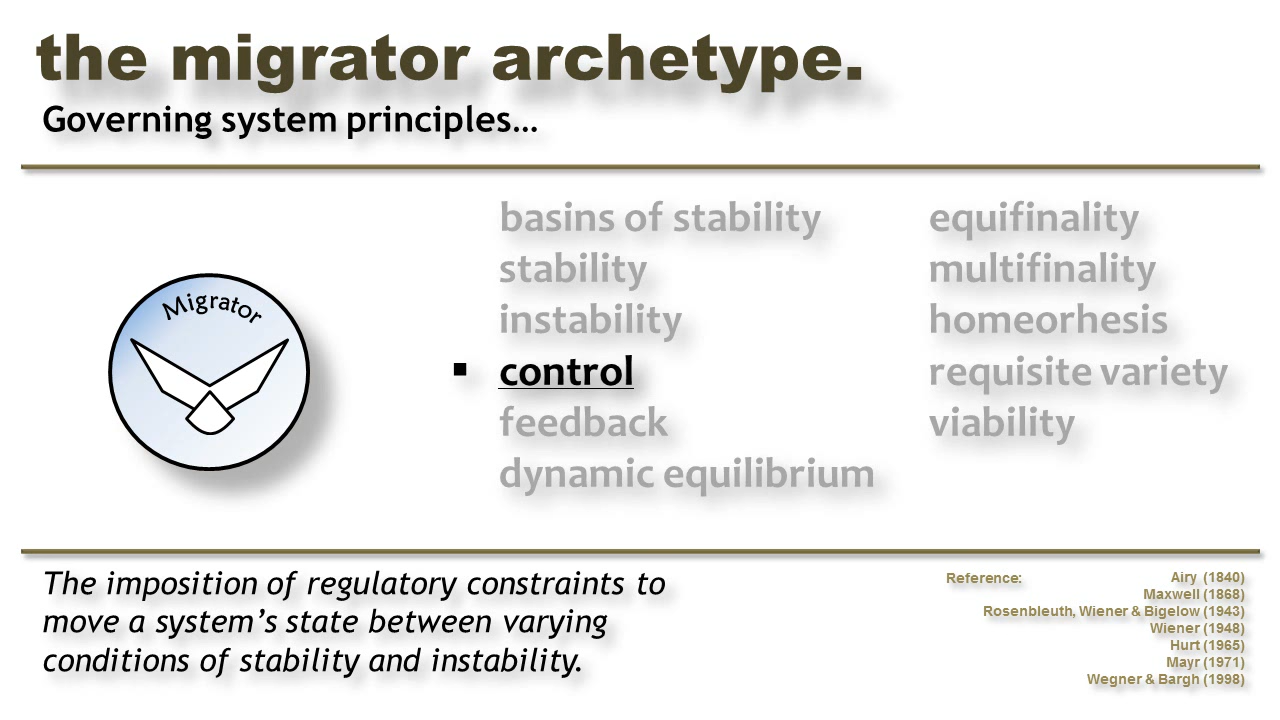 the migrator archetype.
Governing system principles…
Migrator
basins of stability
stability
instability
▪ control
feedback
dynamic equilibrium
equifinality
multifinality
homeorhesis
requisite variety
viability
The imposition of regulatory constraints to
move a system’s state between varying
conditions of stability and instability.
Reference:
Airy (1840)
Maxwell (1868)
Rosenbleuth, Wiener & Bigelow (1943)
Wiener (1948)
Hurt (1965)
Mayr (1971)
Wegner & Bargh (1998)